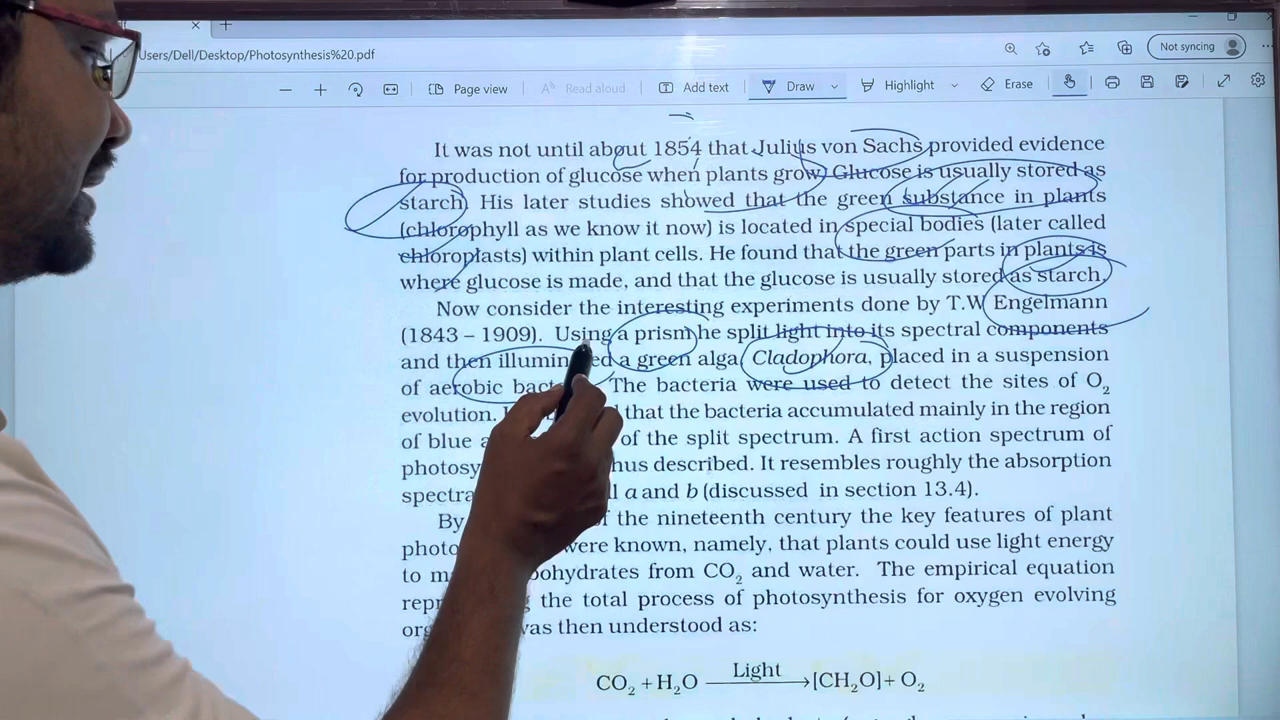 Users/Dell/Desktop/Photosynthesis%20.pdf
Not syncing
Page view
Read aloud
Add text
Draw
Highlight
Erase
It was not until about 1854 that Julius von Sachs provided evidence
for production of glucose when plants grow. Glucose is usually stored as
starch. His later studies showed that the green substance in plants
(chlorophyll as we know it now) is located in special bodies (later called
chloroplasts) within plant cells. He found that the green parts in plants is
where glucose is made, and that the glucose is usually stored as starch.
Now consider the interesting experiments done by T.W Engelmann
(1843 – 1909). Using a prism he split light into its spectral components
and then illuminated a green alga, Cladophora, placed in a suspension
of aerobic The bacteria were used to detect the sites of O₂
evolution. that the bacteria accumulated mainly in the region
of blue of the split spectrum. A first action spectrum of
described. It resembles roughly the absorption
a and b (discussed in section 13.4).
By the nineteenth century the key features of plant
were known, namely, that plants could use light energy
to from CO₂ and water. The empirical equation
the total process of photosynthesis for oxygen evolving
was then understood as:
CO₂ + H₂O Light → [CH₂O] + O₂